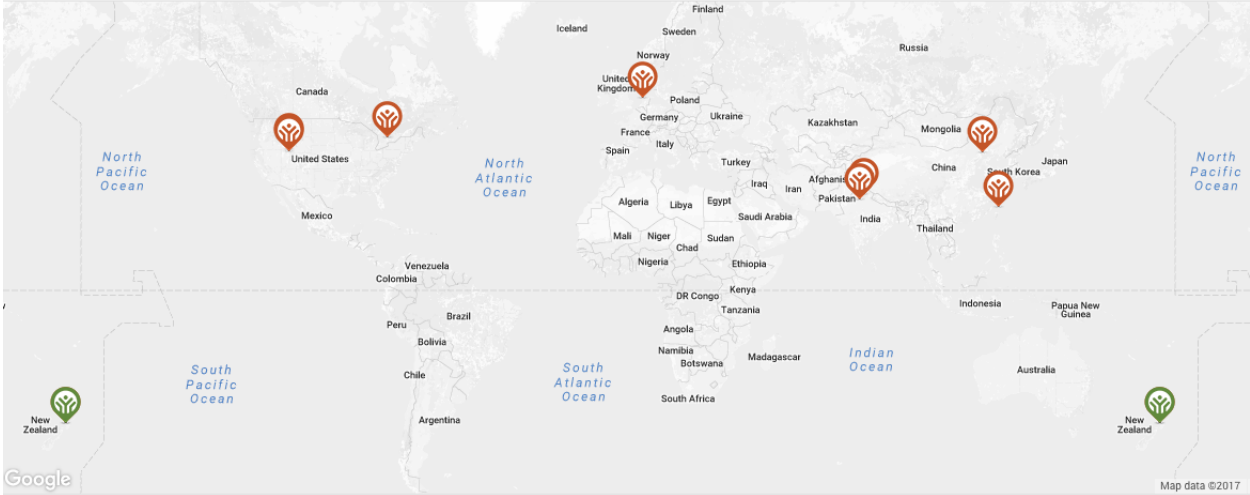 Finland
Iceland
Sweden
Russia
Norway
United
Kingdom
Canada
Poland
Kazakhstan
Ukraine
Germany
Mongolia
France
Italy
Spain
United States
Turkey
China
Japan
South Korea
North
Pacific
Ocean
North
Atlantic
Ocean
North
Pacific
Ocean
Iraq
Iran
Afghanis
Pakistan
Algeria
Libya
Egypt
Saudi Arabia
India
Mexico
Thailand
Mali
Niger
Chad
Sudan
Nigeria
Ethiopia
Venezuela
Colombia
Kenya
DR Congo
Tanzania
Indonesia
Papua New
Guinea
Peru
Brazil
Angola
Bolivia
Namibia
Botswana
Madagascar
Indian
Ocean
Chile
South
Pacific
Ocean
South
Atlantic
Ocean
Australia
South Africa
Argentina
New
Zealand
New
Zealand
Google
Map data ©2017